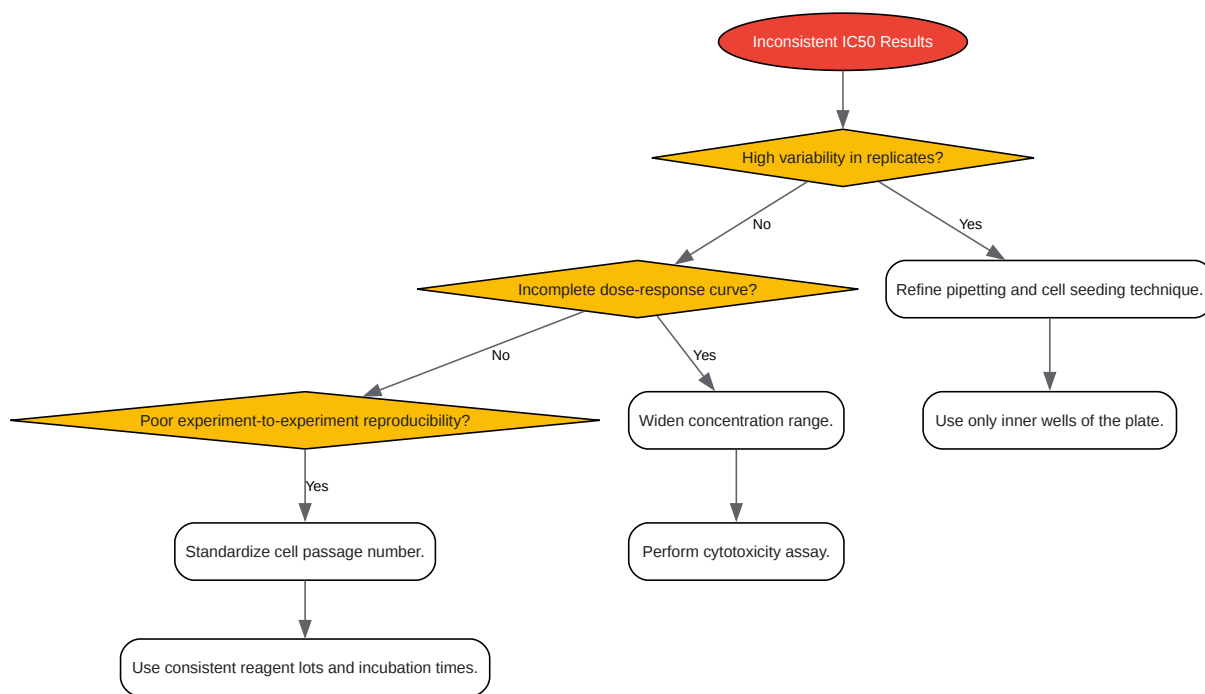 Inconsistent IC50 Results
High variability in replicates?
No
Yes
Incomplete dose-response curve?
Refine pipetting and cell seeding technique.
No
Yes
Poor experiment-to-experiment reproducibility?
Widen concentration range.
Use only inner wells of the plate.
Yes
Standardize cell passage number.
Perform cytotoxicity assay.
Use consistent reagent lots and incubation times.